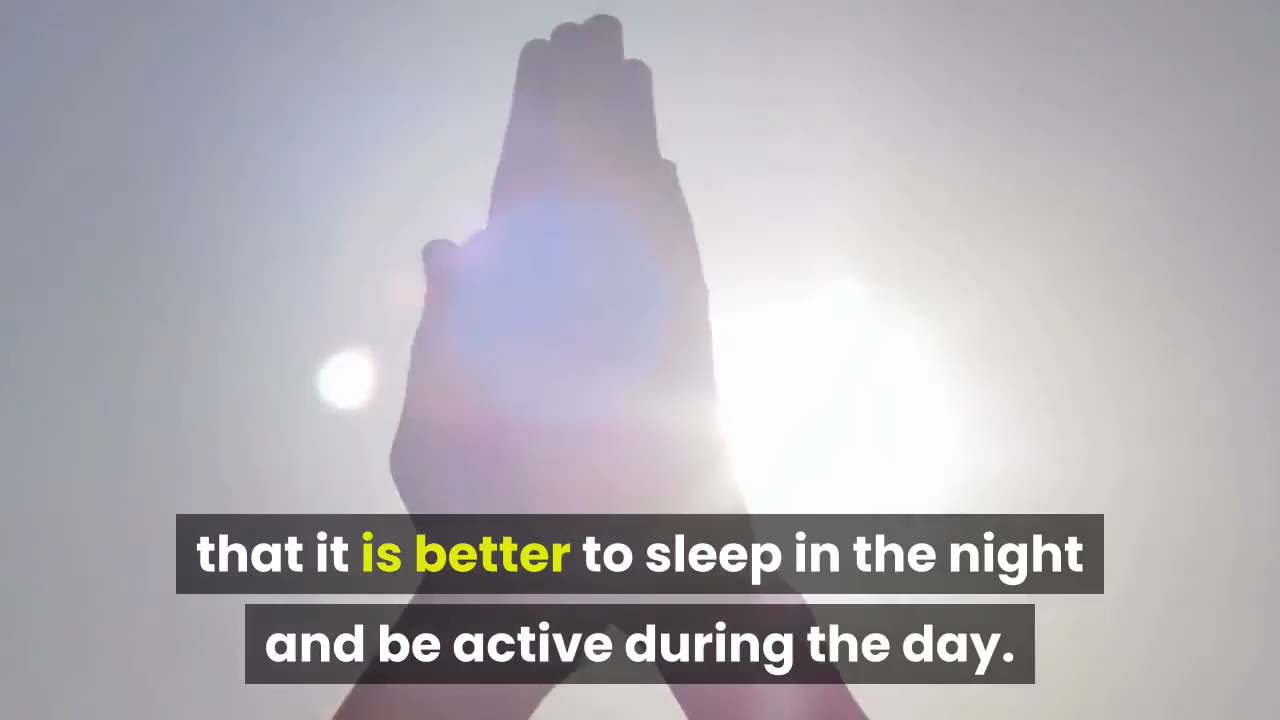 that it is better to sleep in the night
and be active during the day.